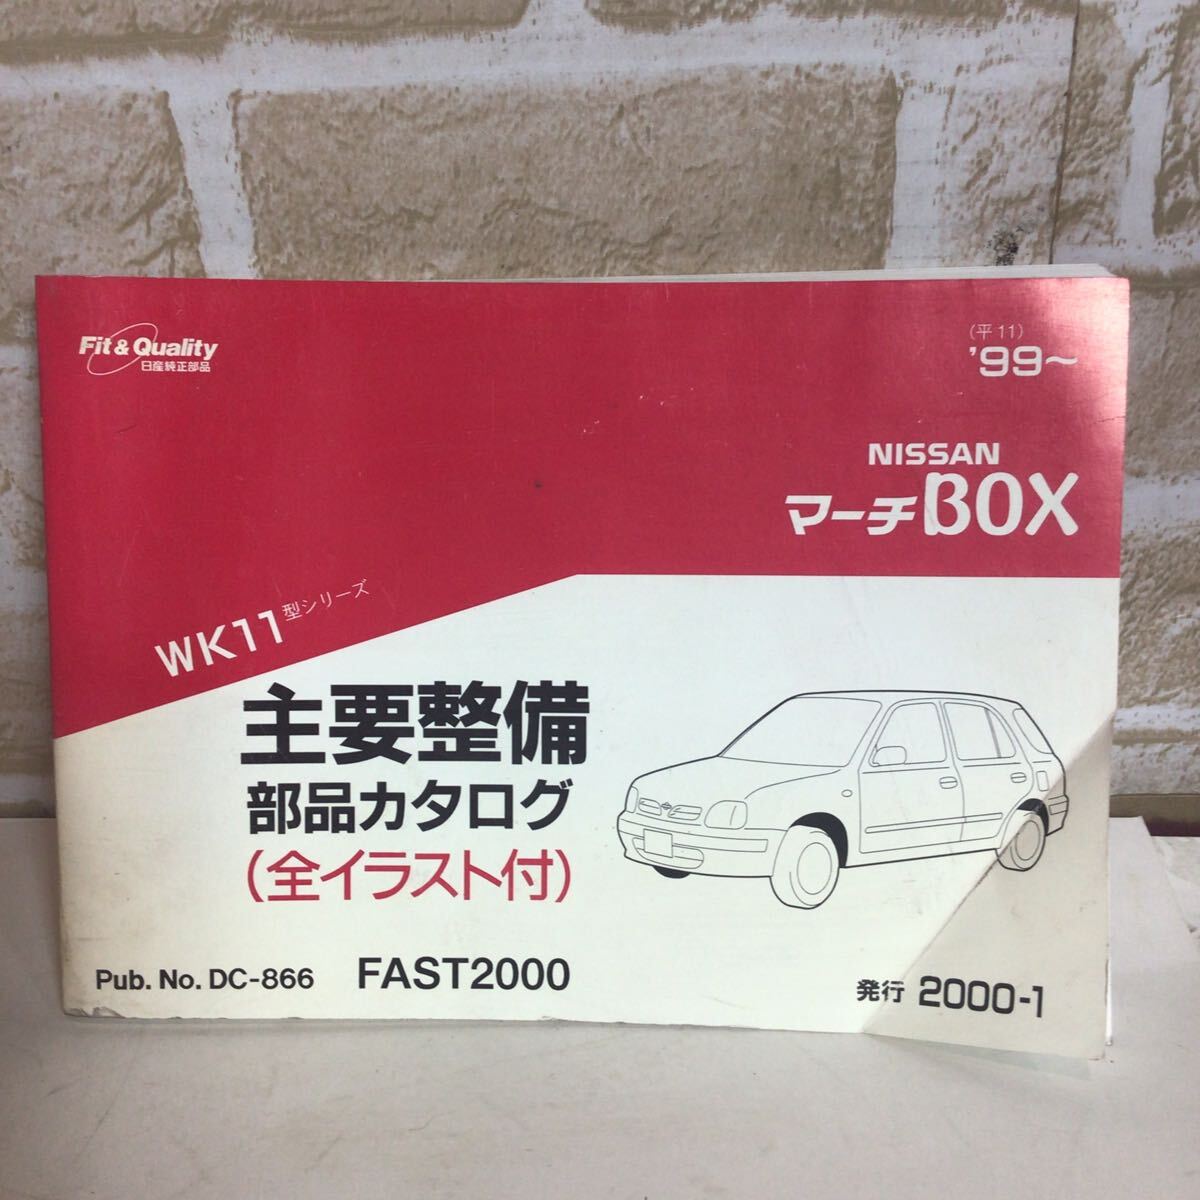 Fit & Quality
日産純正部品
(平11)
'99～
NISSAN
マーチBOX
WK11型シリーズ
主要整備
部品カタログ
(全イラスト付)
Pub. No. DC-866 FAST2000
発行 2000-1